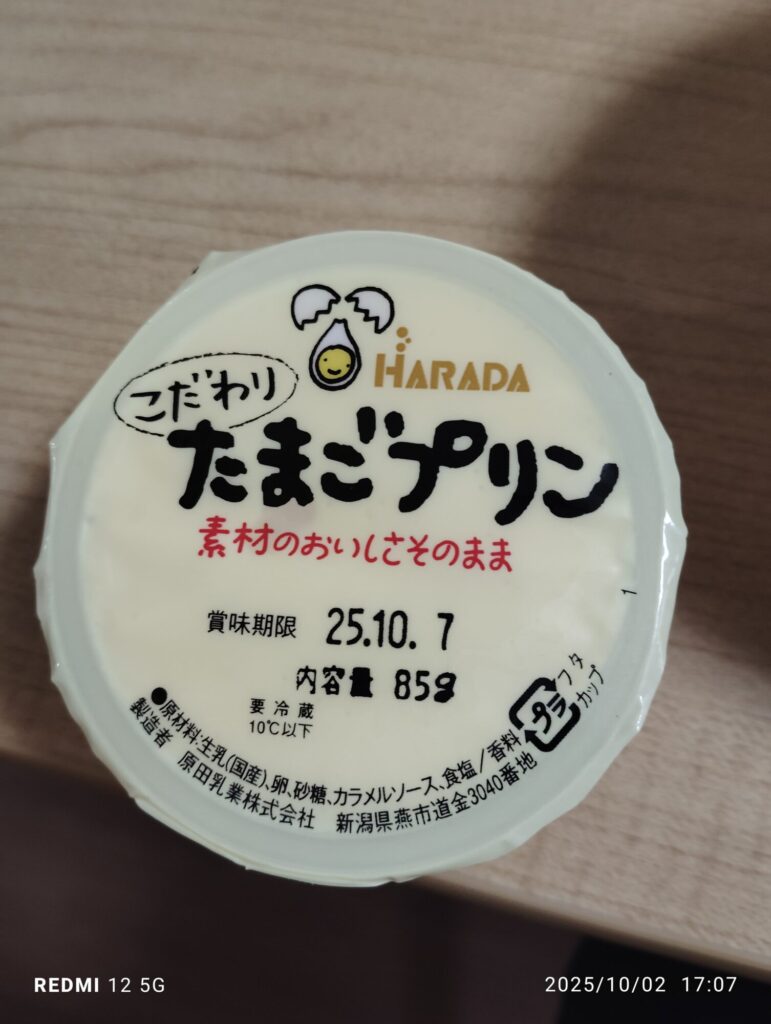 HARADA
こだわり
たまごプリン
素材のおいしさそのまま
賞味期限 25.10.7
内容量 85g
要冷蔵
10℃以下
●原材料:生乳(国産)、卵、砂糖、カラメルソース、食塩/香料
製造者 原田乳業株式会社 新潟県燕市道金3040番地
プラ
フタ
カップ
1
REDMI 12 5G
2025/10/02 17:07